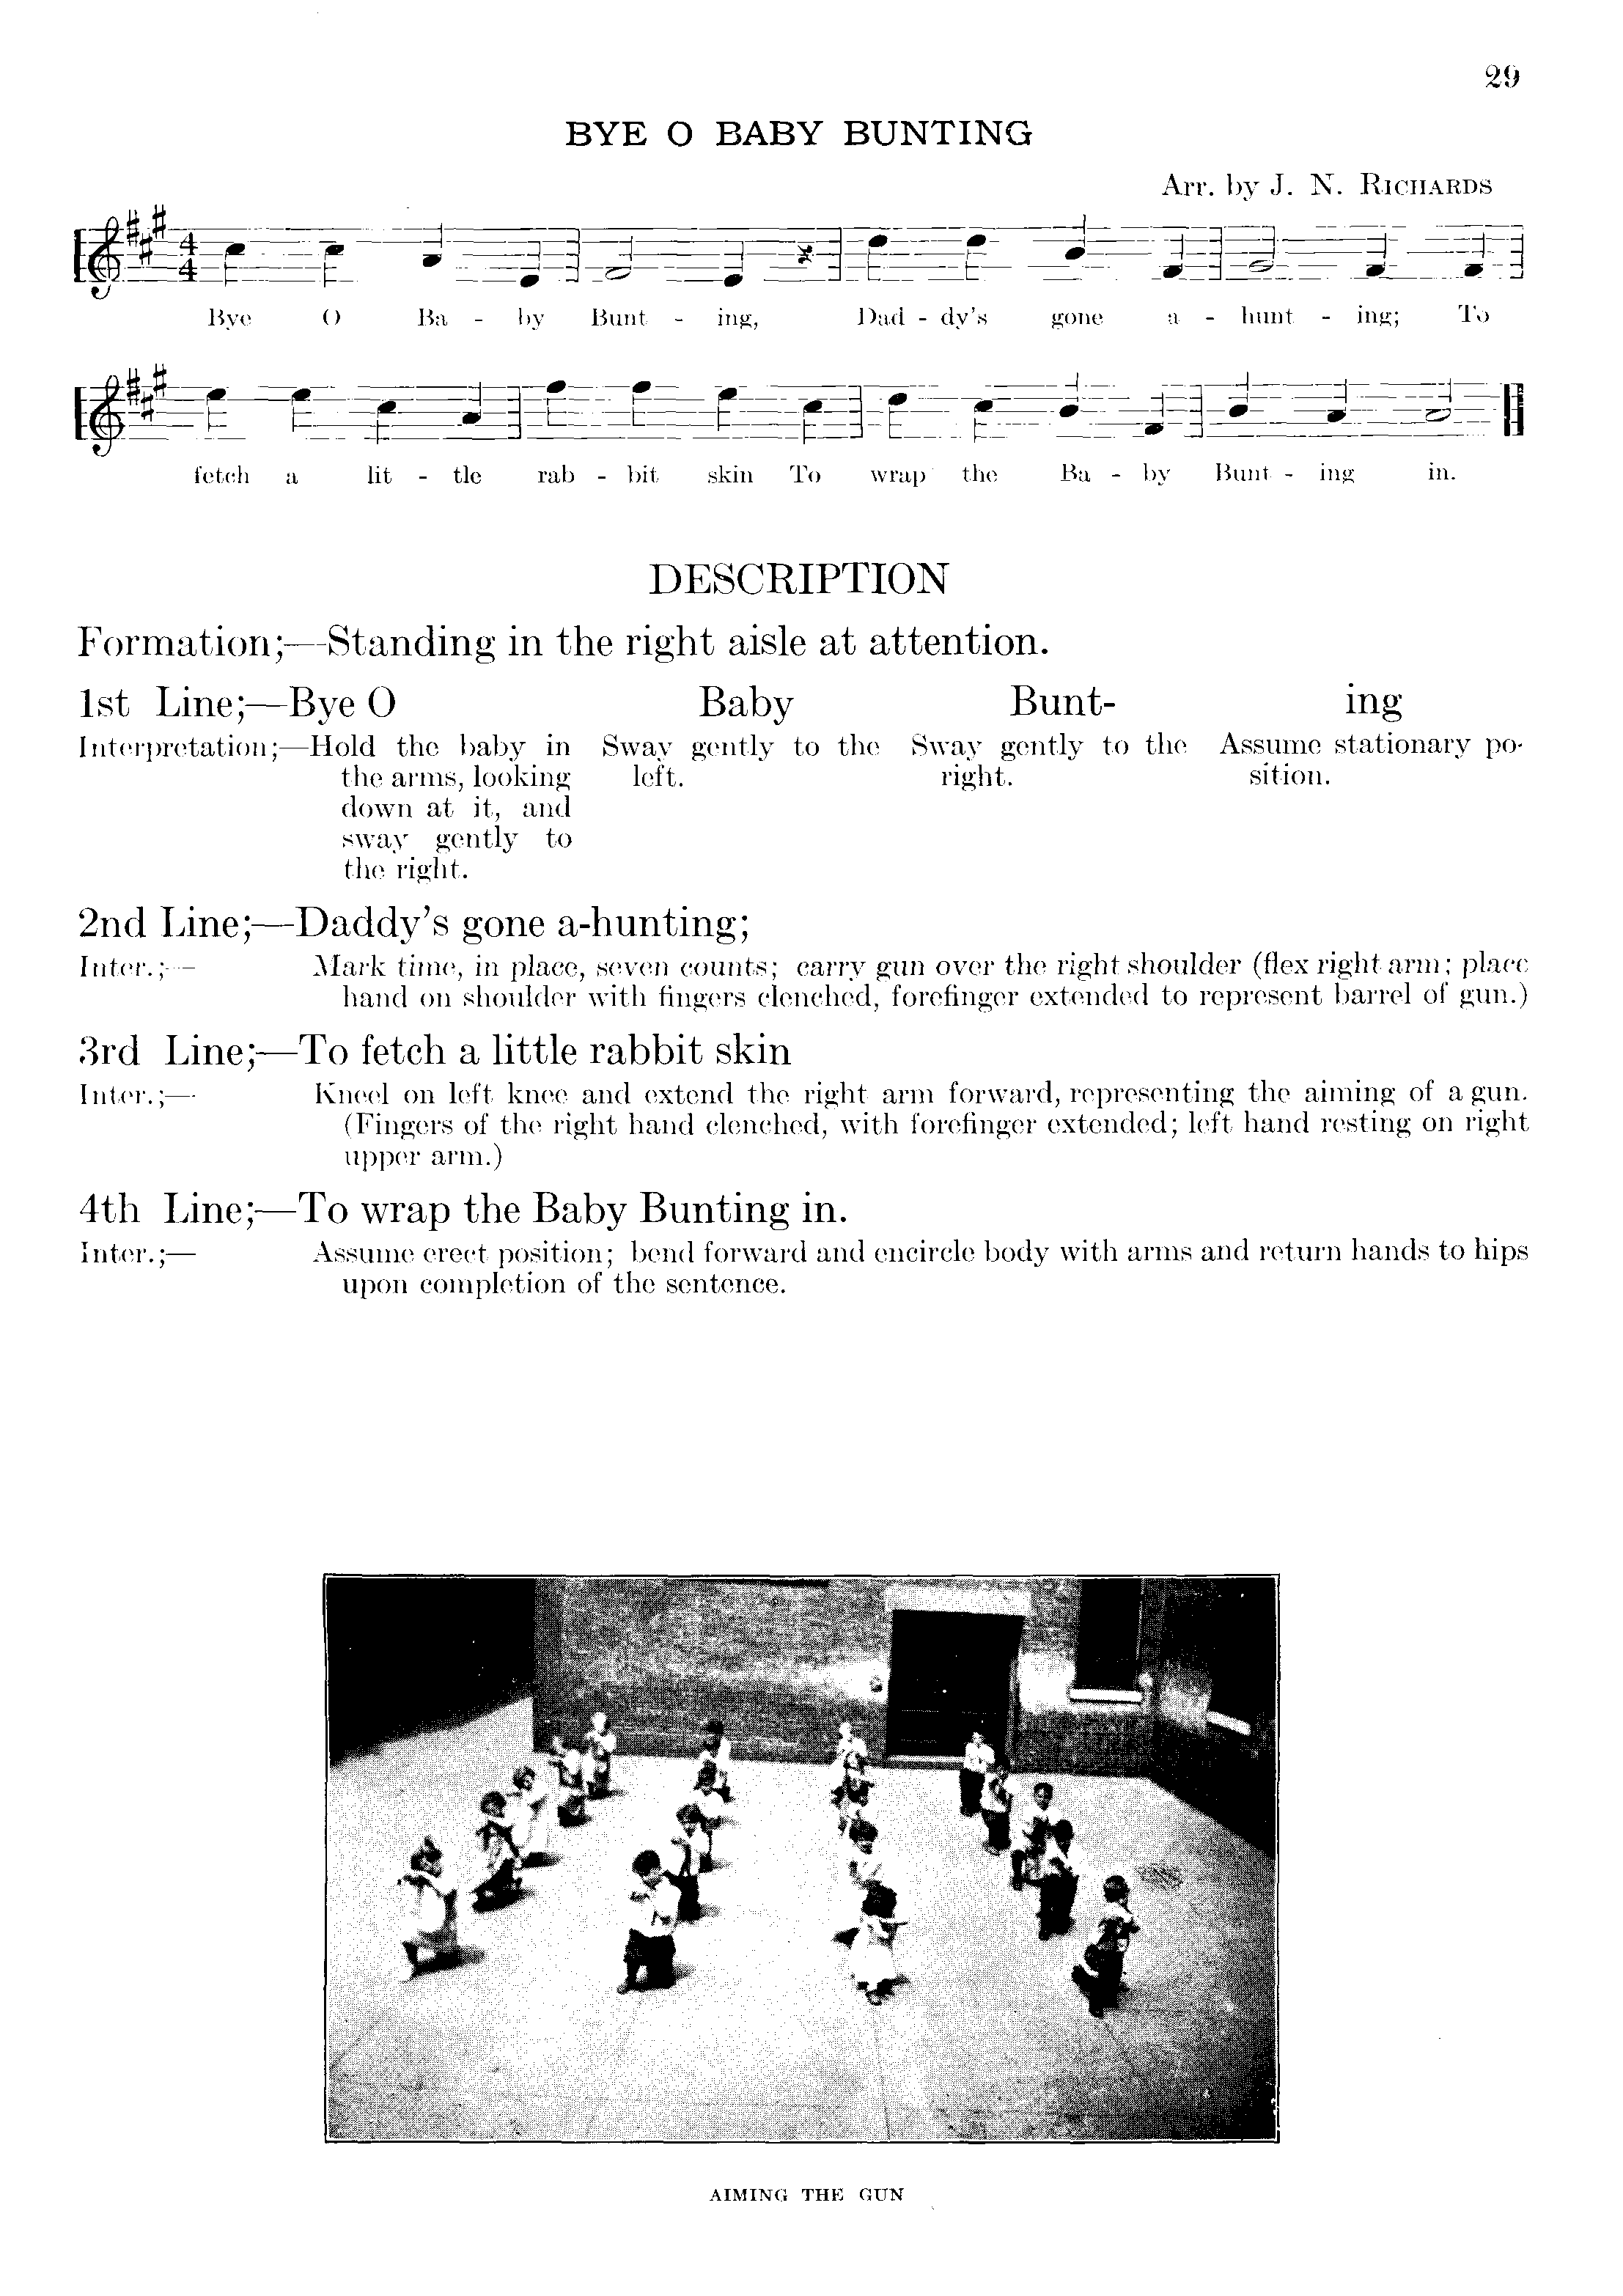 29
BYE O BABY BUNTING
Arr. by J. N. RICHARDS
4
4
Bye O Ba - by Bunt - ing, Dad - dy's gone a - hunt - ing; To
fetch a lit - tle rab - bit skin To wrap the Ba - by Bunt - ing in.
DESCRIPTION
Formation;—Standing in the right aisle at attention.
1st Line;—Bye O Baby Bunt- ing
Interpretation;—Hold the baby in Sway gently to the Sway gently to the Assume stationary po-
the arms, looking left. right. sition.
down at it, and
sway gently to
the right.
2nd Line;—Daddy's gone a-hunting;
Inter.;— Mark time, in place, seven counts; carry gun over the right shoulder (flex right arm; place
hand on shoulder with fingers clenched, forefinger extended to represent barrel of gun.)
3rd Line;—To fetch a little rabbit skin
Inter.;— Kneel on left knee and extend the right arm forward, representing the aiming of a gun.
(Fingers of the right hand clenched, with forefinger extended; left hand resting on right
upper arm.)
4th Line;—To wrap the Baby Bunting in.
Inter.;— Assume erect position; bend forward and encircle body with arms and return hands to hips
upon completion of the sentence.
AIMING THE GUN